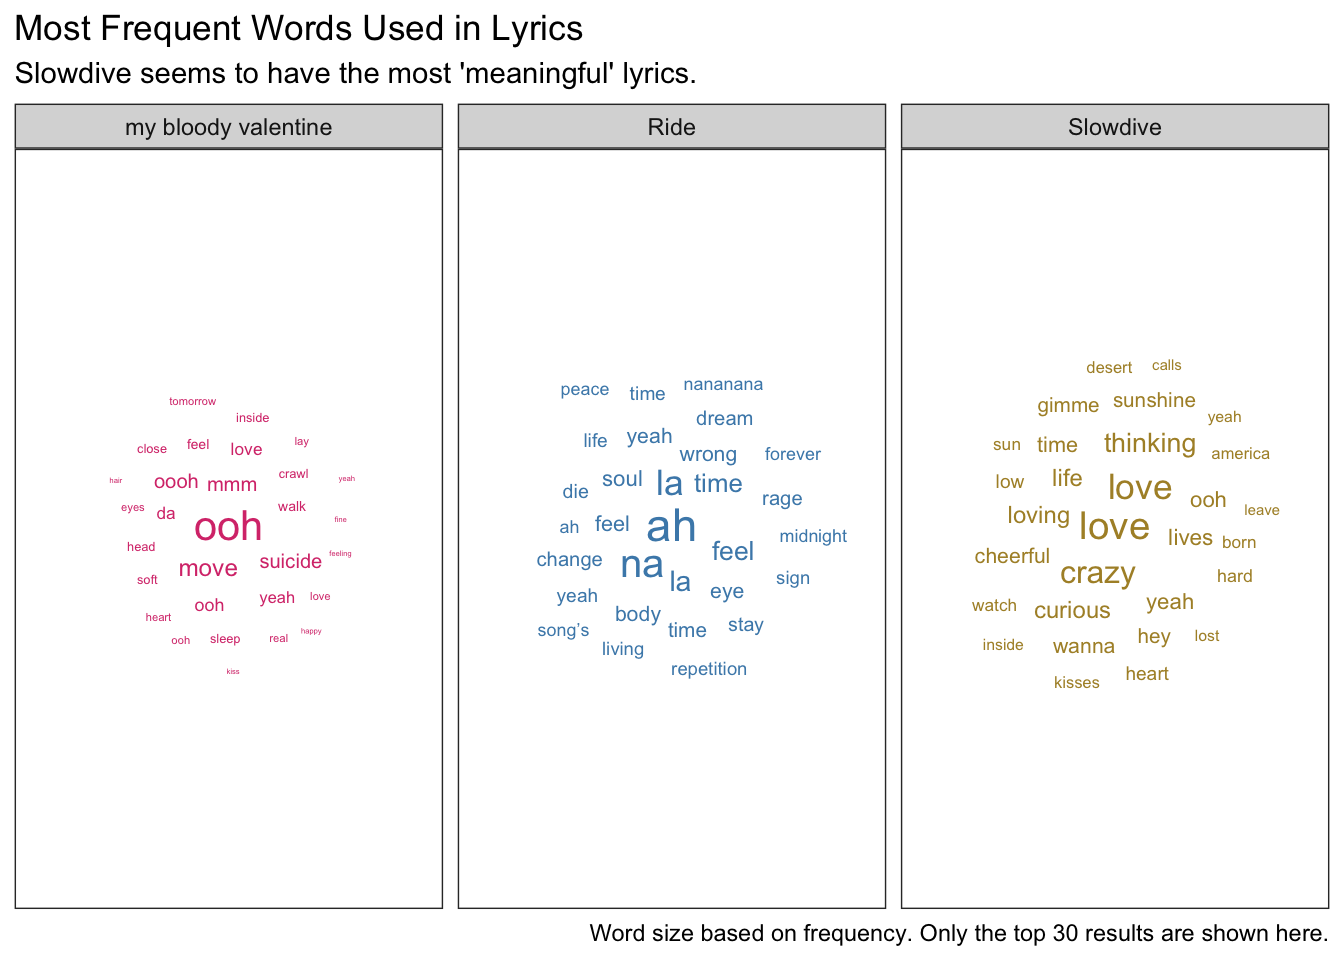 Most Frequent Words Used in Lyrics
Slowdive seems to have the most 'meaningful' lyrics.
my bloody valentine
tomorrow
inside
close feel love lay
hair oooh mmm crawl yeah
eyes da walk
ooh fine
head suicide feeling
soft move
ooh yeah love
heart
ooh sleep real happy
kiss
Ride
peace time nananana
dream
life yeah
wrong forever
soul la time
die rage
ah feel ah midnight
change na feel
la sign
yeah eye
body
song's time stay
living
repetition
Slowdive
desert calls
gimme sunshine
yeah
sun time thinking america
low life love
ooh
loving love leave
lives born
cheerful
crazy hard
watch curious yeah
inside wanna hey lost
kisses heart
Word size based on frequency. Only the top 30 results are shown here.